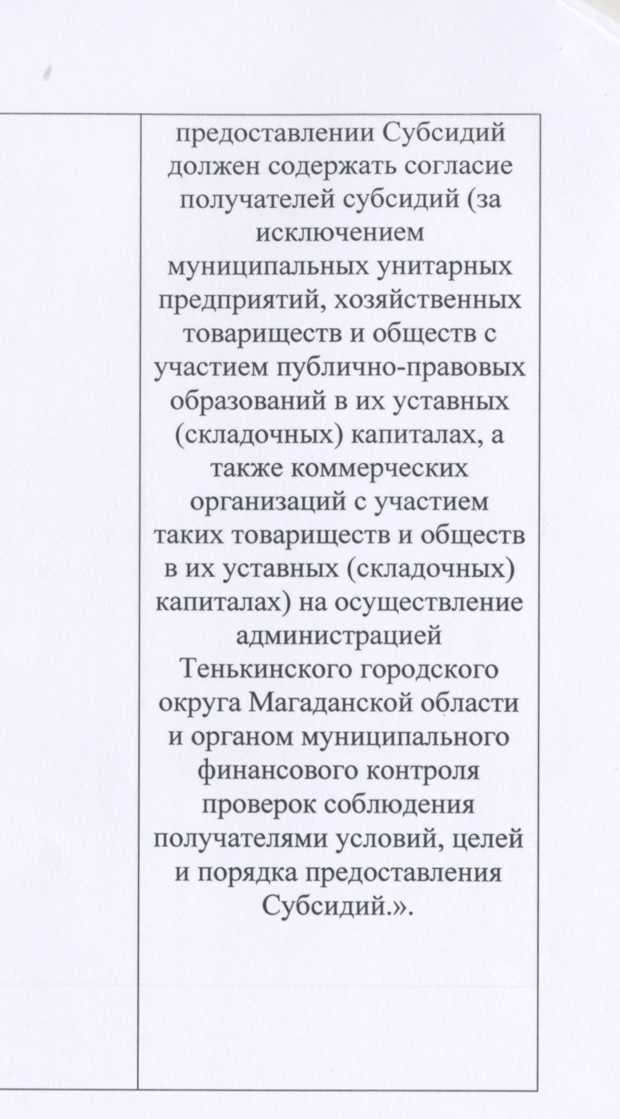 предоставлении Субсидий
должен содержать согласие
получателей субсидий (за
исключением
муниципальных унитарных
предприятий, хозяйственных
товариществ и обществ с
участием публично-правовых
образований в их уставных
(складочных) капиталах, а
также коммерческих
организаций с участием
таких товариществ и обществ
в их уставных (складочных)
капиталах) на осуществление
администрацией
Тенькинского городского
округа Магаданской области
и органом муниципального
финансового контроля
проверок соблюдения
получателями условий, целей
и порядка предоставления
Субсидий.».